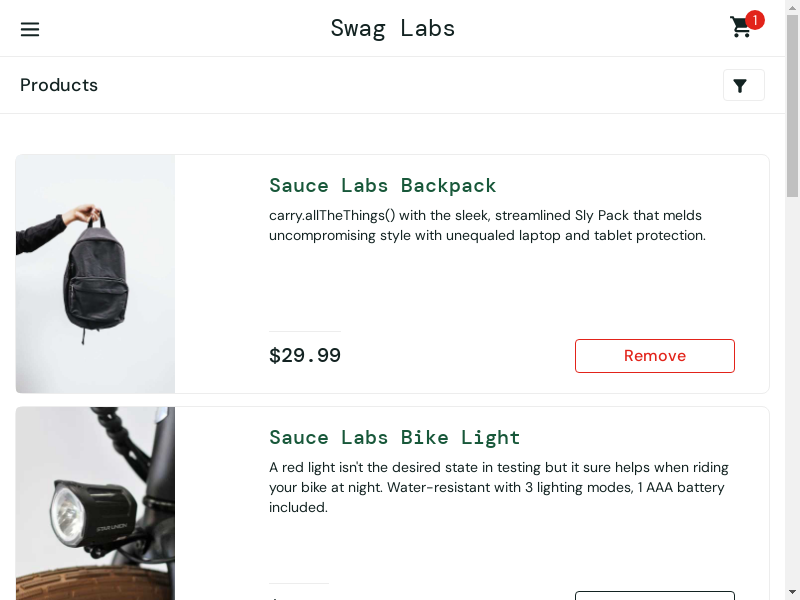 Swag Labs
1
Products
Sauce Labs Backpack
carry.allTheThings() with the sleek, streamlined Sly Pack that melds
uncompromising style with unequaled laptop and tablet protection.
$29.99
Remove
Sauce Labs Bike Light
A red light isn't the desired state in testing but it sure helps when riding
your bike at night. Water-resistant with 3 lighting modes, 1 AAA battery
included.